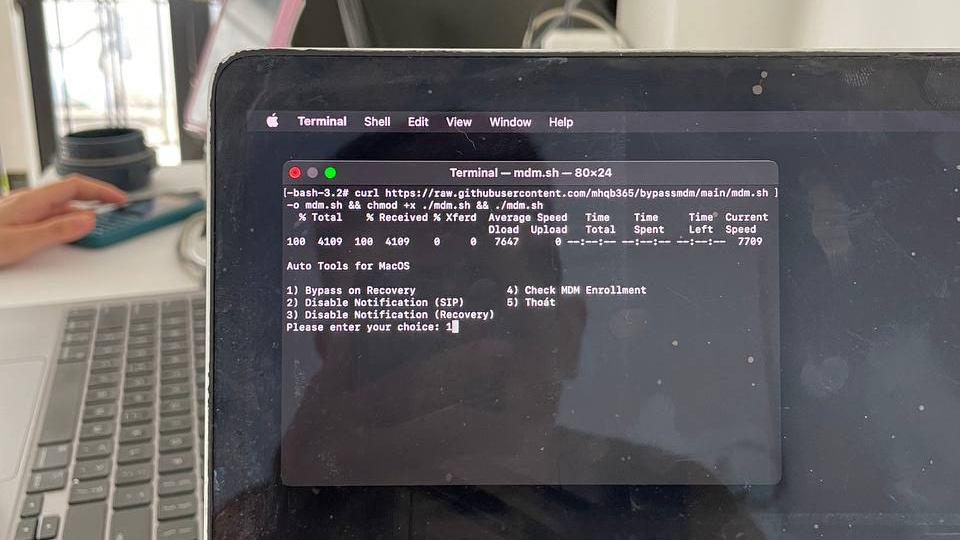 Terminal Shell Edit View Window Help
Terminal — mdm.sh — 80×24
[-bash-3.2# curl https://raw.githubusercontent.com/mhqb365/bypassmdm/main/mdm.sh ]
-o mdm.sh && chmod +x ./mdm.sh && ./mdm.sh
% Total % Received % Xferd Average Speed Time Time Time Current
Dload Upload Total Spent Left Speed
100 4109 100 4109 0 0 7647 0 --:--:-- --:--:-- --:--:-- 7709
Auto Tools for MacOS
1) Bypass on Recovery 4) Check MDM Enrollment
2) Disable Notification (SIP) 5) Thoát
3) Disable Notification (Recovery)
Please enter your choice: 1